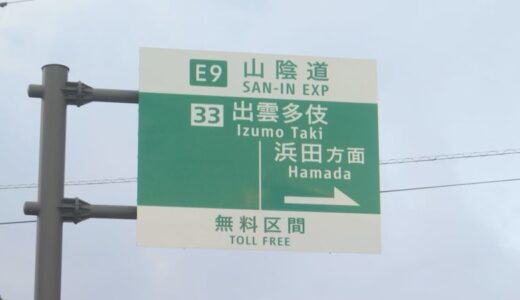 E9 山陰道
SAN-IN EXP
33 出雲多伎
Izumo Taki
浜田方面
Hamada
無料区間
TOLL FREE